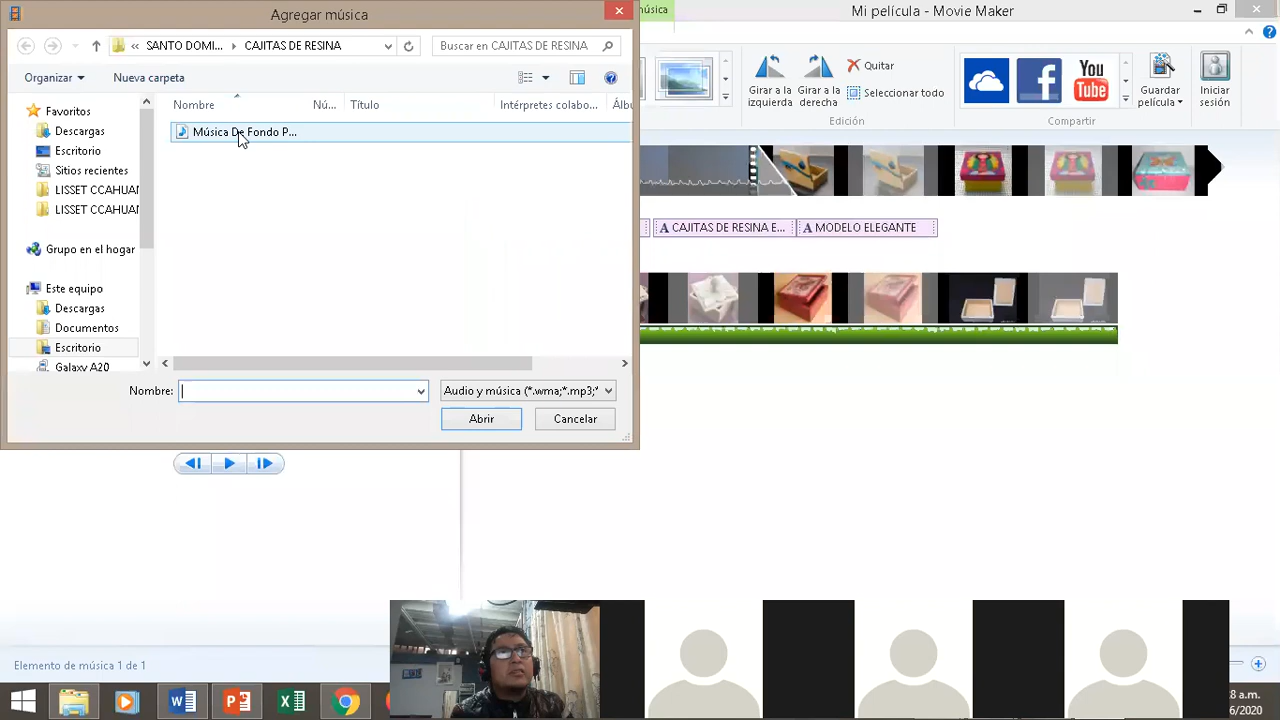 Agregar música
música
Mi película - Movie Maker
« SANTO DOMI... CAJITAS DE RESINA
Buscar en CAJITAS DE RESINA
Organizar
Nueva carpeta
Favoritos
Descargas
Escritorio
Sitios recientes
LISSET CCAHUAN
LISSET CCAHUAN
Grupo en el hogar
Este equipo
Descargas
Documentos
Escritorio
Galaxy A20
Nombre
Nú...
Título
Intérpretes colabo...
Álbu
Música De Fondo P...
Nombre:
Audio y música (*.wma;*.mp3;*
Abrir
Cancelar
Girar a la izquierda
Girar a la derecha
Quitar
Seleccionar todo
Edición
You Tube
Compartir
Guardar película
Iniciar sesión
A CAJITAS DE RESINA E...
A MODELO ELEGANTE
Elemento de música 1 de 1
8 a.m.
6/2020